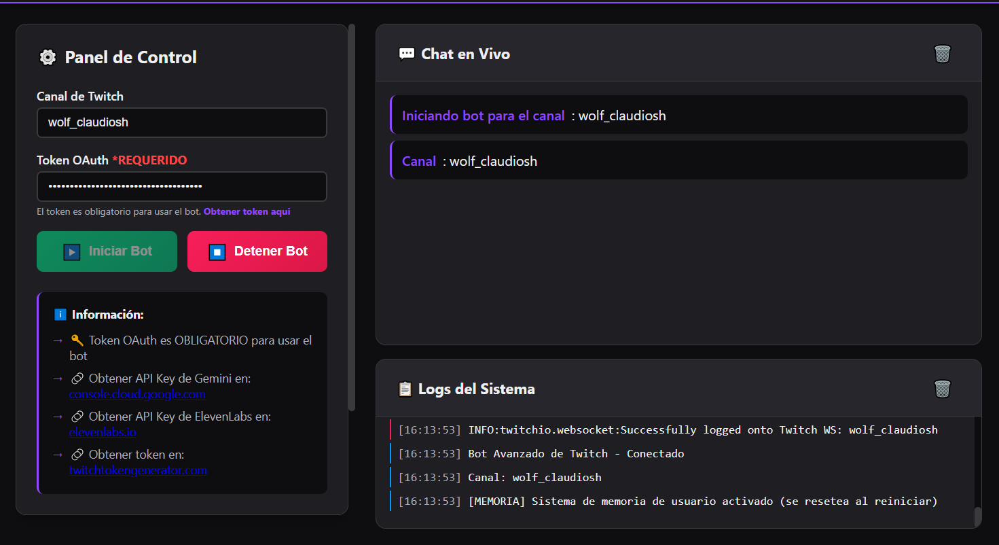 Panel de Control
Canal de Twitch
wolf_claudiosh
Token OAuth *REQUERIDO
••••••••••••••••••••••••••••••••••••
El token es obligatorio para usar el bot. Obtener token aqui
Iniciar Bot
Detener Bot
Información:
→ Token OAuth es OBLIGATORIO para usar el
bot
→ Obtener API Key de Gemini en:
console.cloud.google.com
→ Obtener API Key de ElevenLabs en:
elevenlabs.io
→ Obtener token en:
twitchtokengenerator.com
Chat en Vivo
Iniciando bot para el canal : wolf_claudiosh
Canal : wolf_claudiosh
Logs del Sistema
[16:13:53] INFO:twitchio.websocket:Successfully logged onto Twitch WS: wolf_claudiosh
[16:13:53] Bot Avanzado de Twitch - Conectado
[16:13:53] Canal: wolf_claudiosh
[16:13:53] [MEMORIA] Sistema de memoria de usuario activado (se resetea al reiniciar)